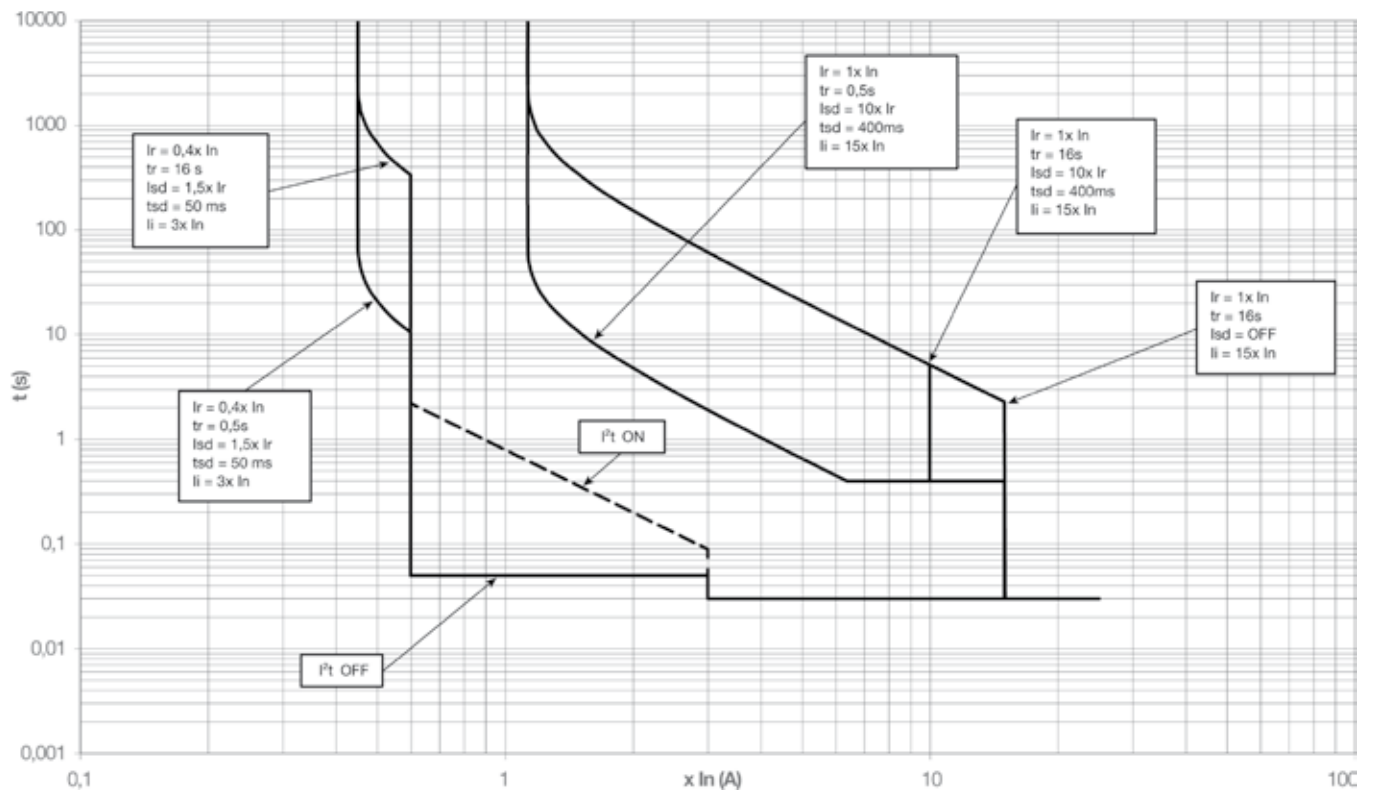 10000
1000
100
10
1
0,1
0,01
0,001
t (s)
Ir = 0,4x In
tr = 16 s
Isd = 1,5x Ir
tsd = 50 ms
Ii = 3x In
Ir = 0,4x In
tr = 0,5s
Isd = 1,5x Ir
tsd = 50 ms
Ii = 3x In
I²t ON
I²t OFF
Ir = 1x In
tr = 0,5s
Isd = 10x Ir
tsd = 400ms
Ii = 15x In
Ir = 1x In
tr = 16s
Isd = 10x Ir
tsd = 400ms
Ii = 15x In
Ir = 1x In
tr = 16s
Isd = OFF
Ii = 15x In
0,1
1
x In (A)
10
100